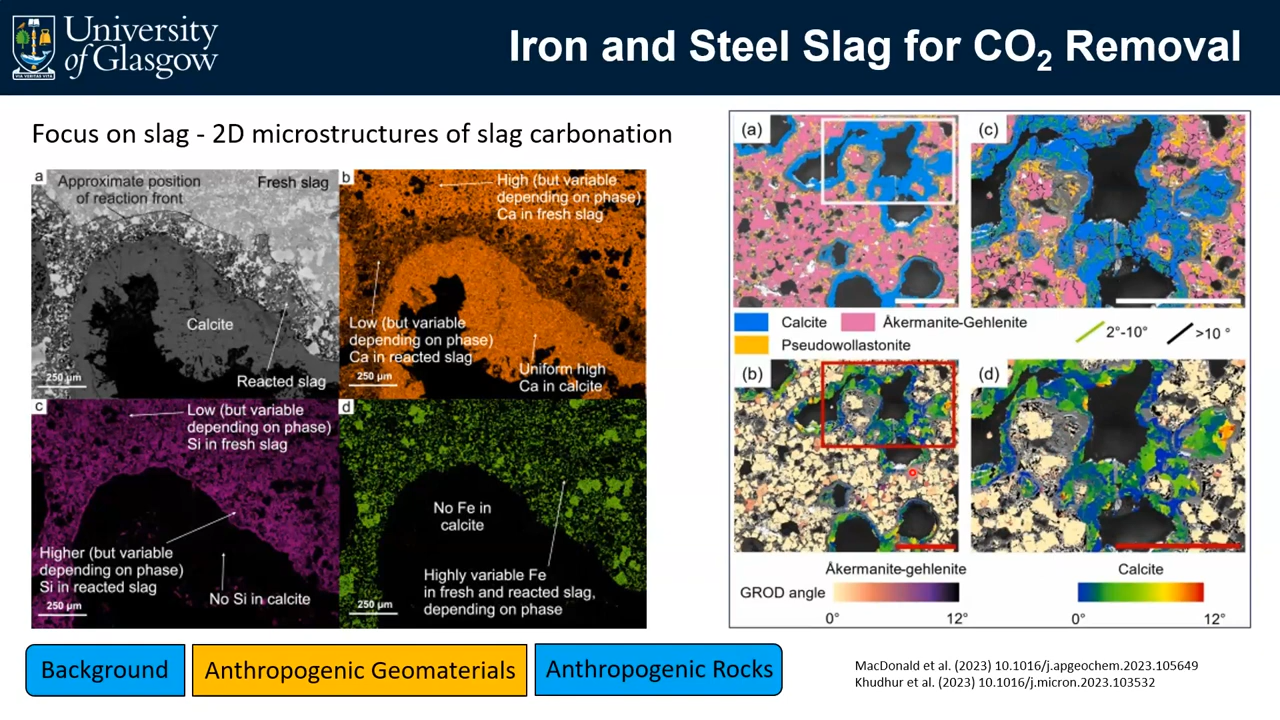 University
of Glasgow
VIA VERITAS VITA
Iron and Steel Slag for CO2 Removal
Focus on slag - 2D microstructures of slag carbonation
a
Approximate position
of reaction front
Fresh slag
Calcite
Reacted slag
250 µm
b
High (but variable
depending on phase)
Ca in fresh slag
Low (but variable
depending on phase)
Ca in reacted slag
Uniform high
Ca in calcite
250 µm
c
Low (but variable
depending on phase)
Si in fresh slag
Higher (but variable
depending on phase)
Si in reacted slag
No Si in calcite
250 µm
d
No Fe in
calcite
Highly variable Fe
in fresh and reacted slag,
depending on phase
250 µm
(a)
(c)
Calcite
Åkermanite-Gehlenite
Pseudowollastonite
2°-10°
>10 °
(b)
(d)
Åkermanite-gehlenite
Calcite
GROD angle
0°
12°
0°
12°
Background
Anthropogenic Geomaterials
Anthropogenic Rocks
MacDonald et al. (2023) 10.1016/j.apgeochem.2023.105649
Khudhur et al. (2023) 10.1016/j.micron.2023.103532